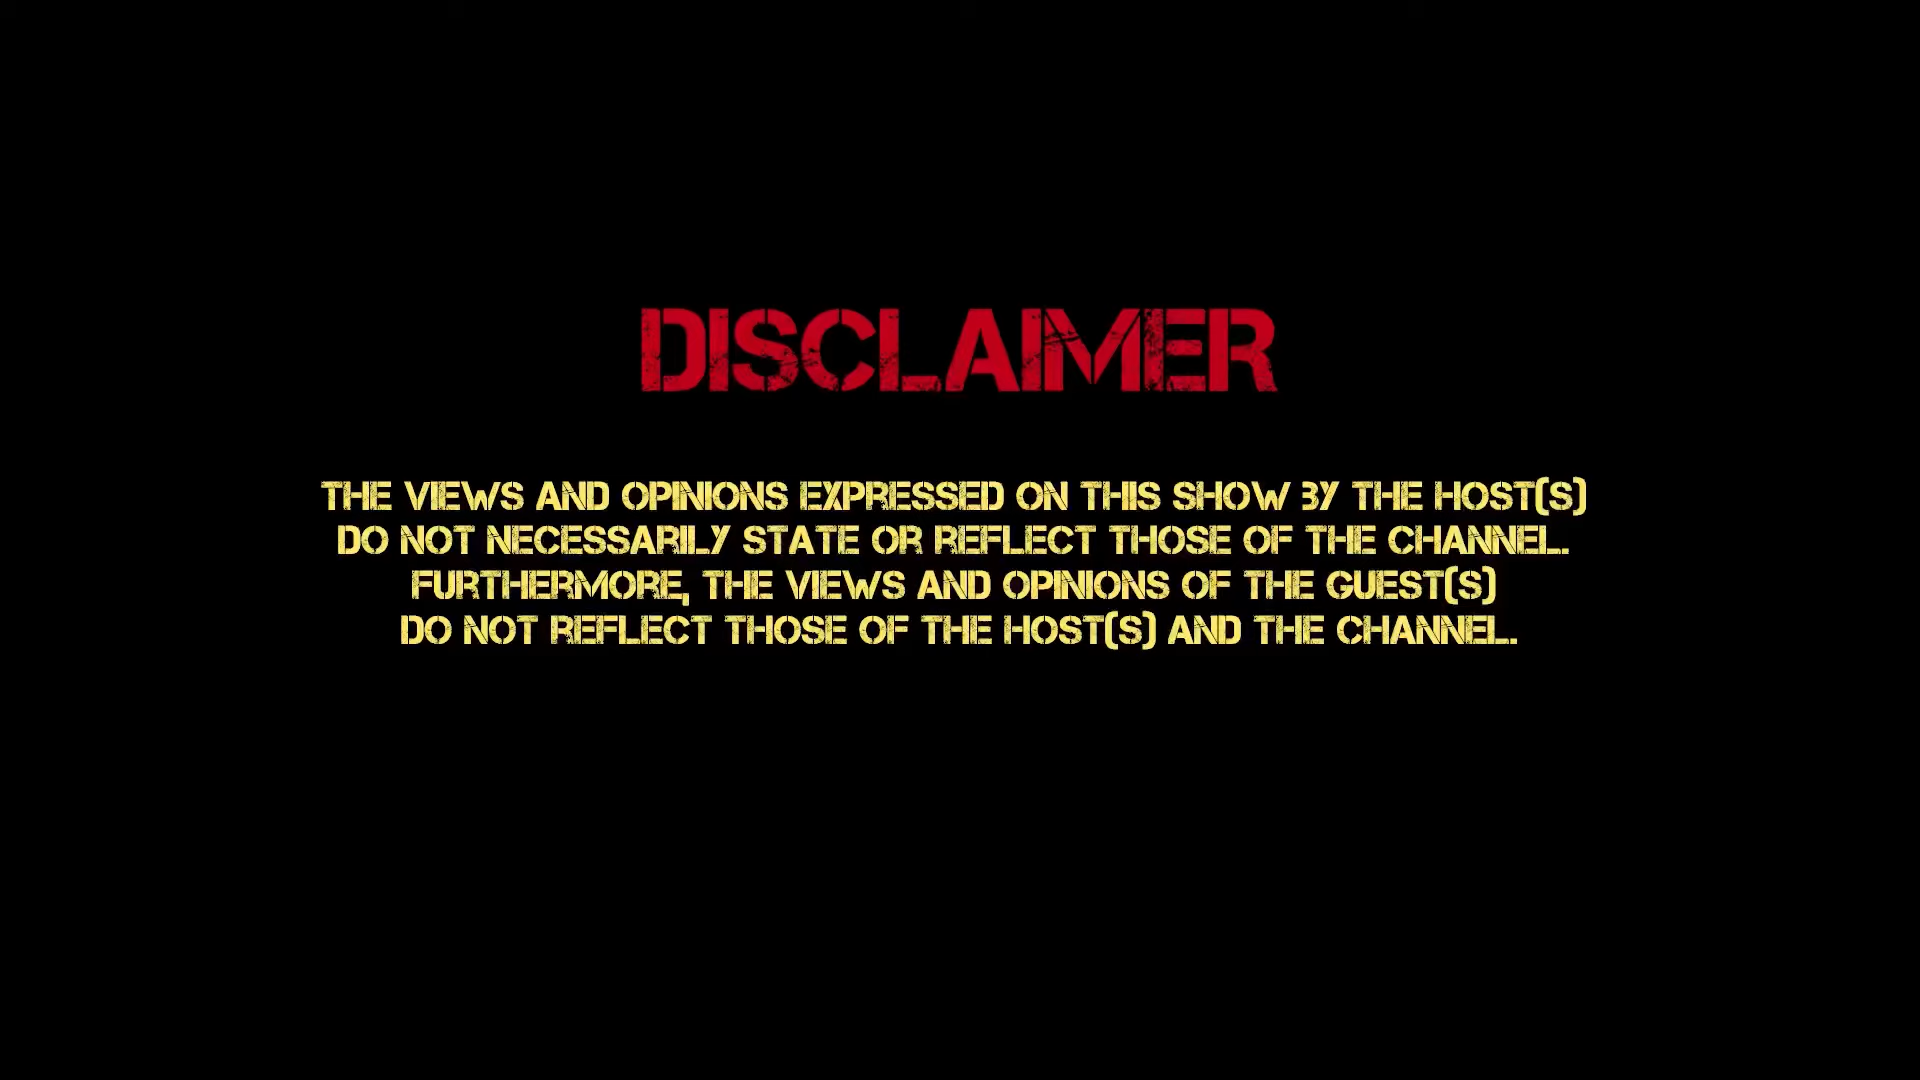 DISCLAIMER
THE VIEWS AND OPINIONS EXPRESSED ON THIS SHOW BY THE HOST(S)
DO NOT NECESSARILY STATE OR REFLECT THOSE OF THE CHANNEL.
FURTHERMORE, THE VIEWS AND OPINIONS OF THE GUEST(S)
DO NOT REFLECT THOSE OF THE HOST(S) AND THE CHANNEL.